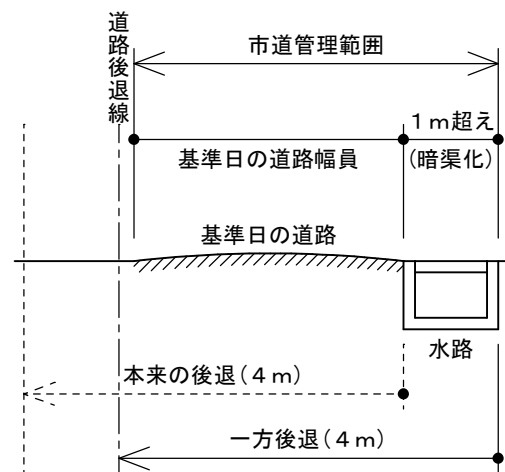 道路後退線
市道管理範囲
１ｍ超え
基準日の道路幅員
(暗渠化)
基準日の道路
水路
本来の後退(４ｍ)
一方後退(４ｍ)